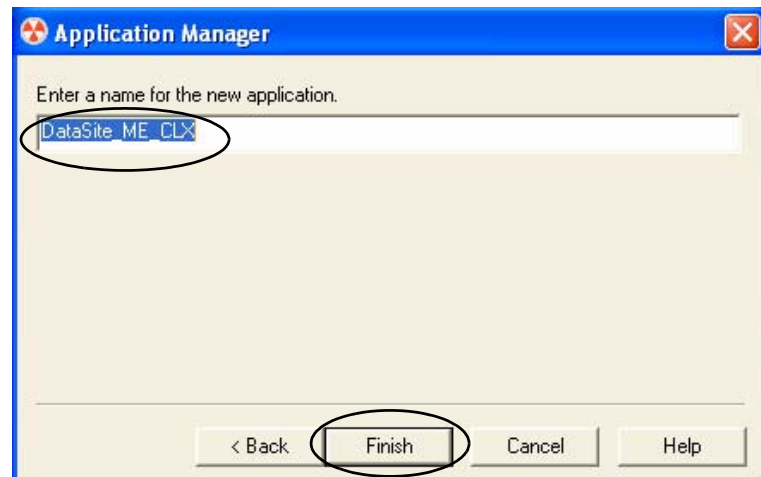 Application Manager
Enter a name for the new application.
DataSite_ME_CLX
< Back Finish Cancel Help